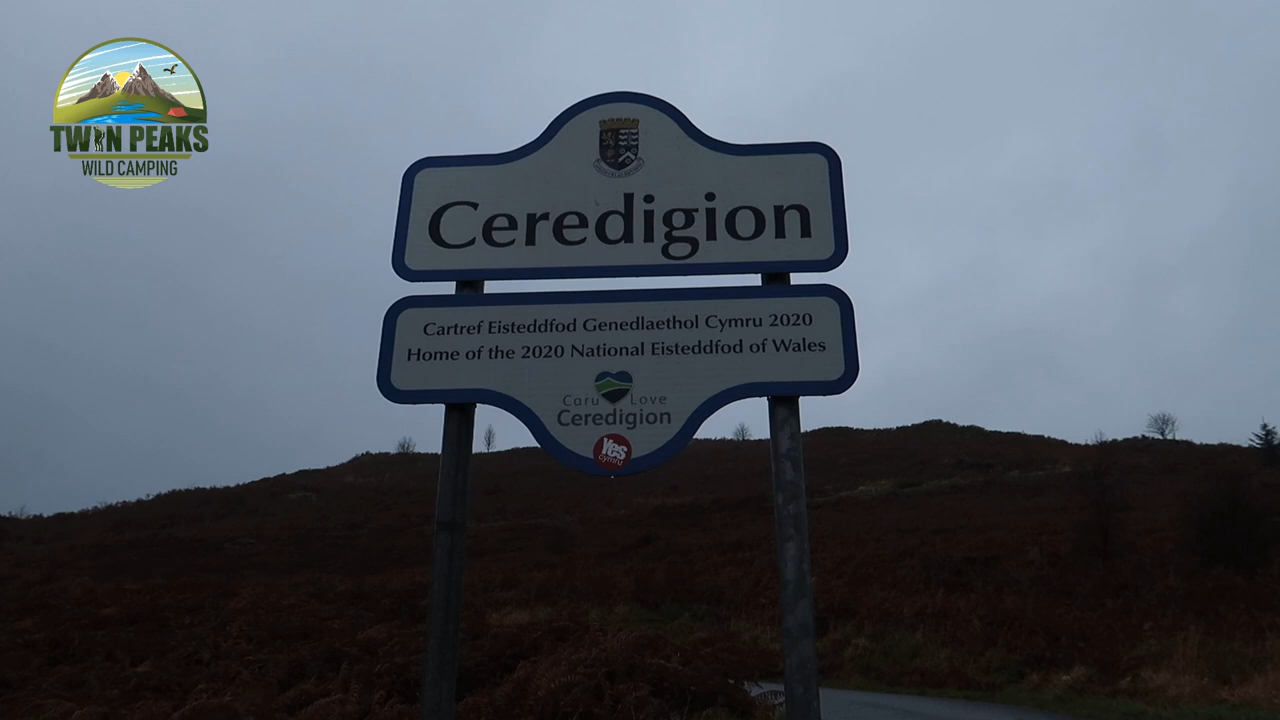 TWIN PEAKS
WILD CAMPING
Ceredigion
Cartref Eisteddfod Genedlaethol Cymru 2020
Home of the 2020 National Eisteddfod of Wales
Caru Love
Ceredigion
Yes
cymru